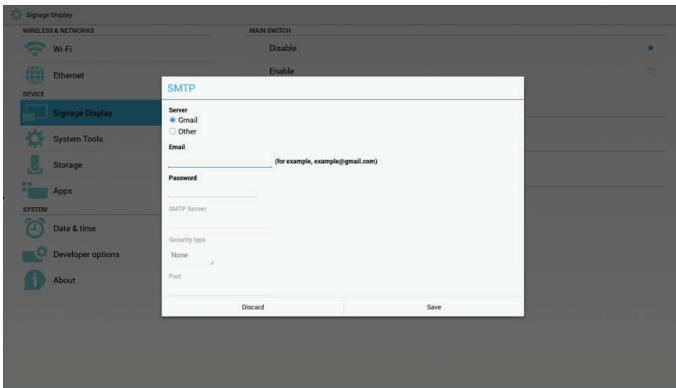 Signage Display
WIRELESS & NETWORKS
Wi-Fi
Ethernet
DEVICE
Signage Display
System Tools
Storage
Apps
SYSTEM
Date & time
Developer options
About
MAIN SWITCH
Disable
Enable
SMTP
Server
Gmail
Other
Email
(for example, example@gmail.com)
Password
SMTP Server
Security type
None
Port
Discard
Save